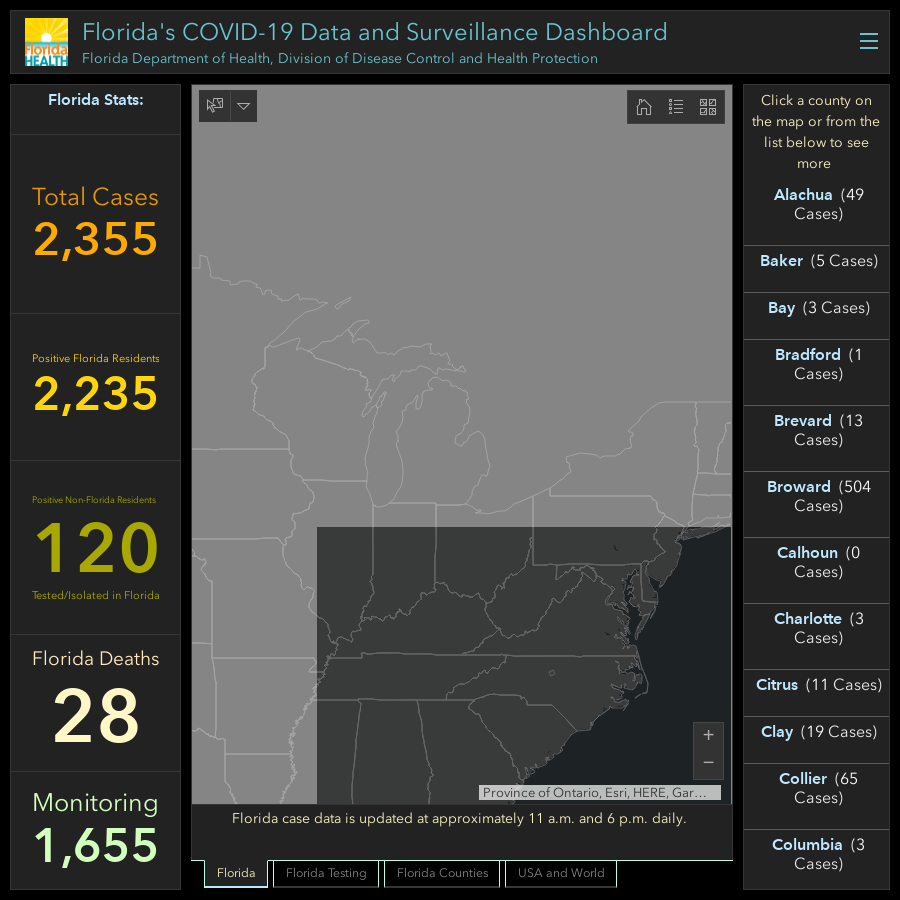 Florida's COVID-19 Data and Surveillance Dashboard
Florida Department of Health, Division of Disease Control and Health Protection
Florida
HEALTH
Florida Stats:
Total Cases
2,355
Positive Florida Residents
2,235
Positive Non-Florida Residents
120
Tested/Isolated in Florida
Florida Deaths
28
Monitoring
1,655
Province of Ontario, Esri, HERE, Gar…
Florida case data is updated at approximately 11 a.m. and 6 p.m. daily.
Florida
Florida Testing
Florida Counties
USA and World
Click a county on
the map or from the
list below to see
more
Alachua (49
Cases)
Baker (5 Cases)
Bay (3 Cases)
Bradford (1
Cases)
Brevard (13
Cases)
Broward (504
Cases)
Calhoun (0
Cases)
Charlotte (3
Cases)
Citrus (11 Cases)
Clay (19 Cases)
Collier (65
Cases)
Columbia (3
Cases)